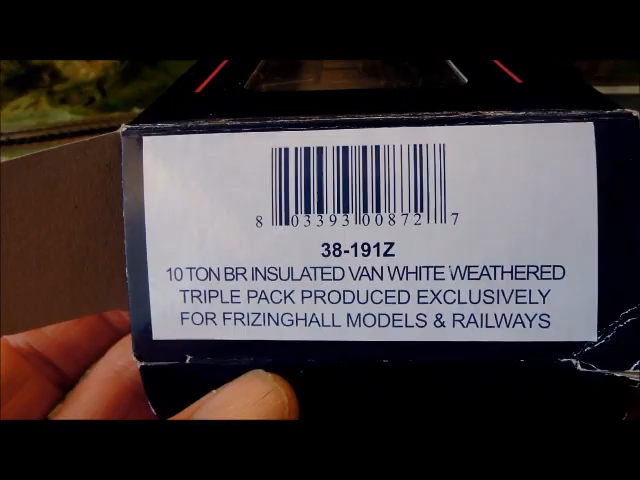 8 03393 00872 7
38-191Z
10 TON BR INSULATED VAN WHITE WEATHERED
TRIPLE PACK PRODUCED EXCLUSIVELY
FOR FRIZINGHALL MODELS & RAILWAYS